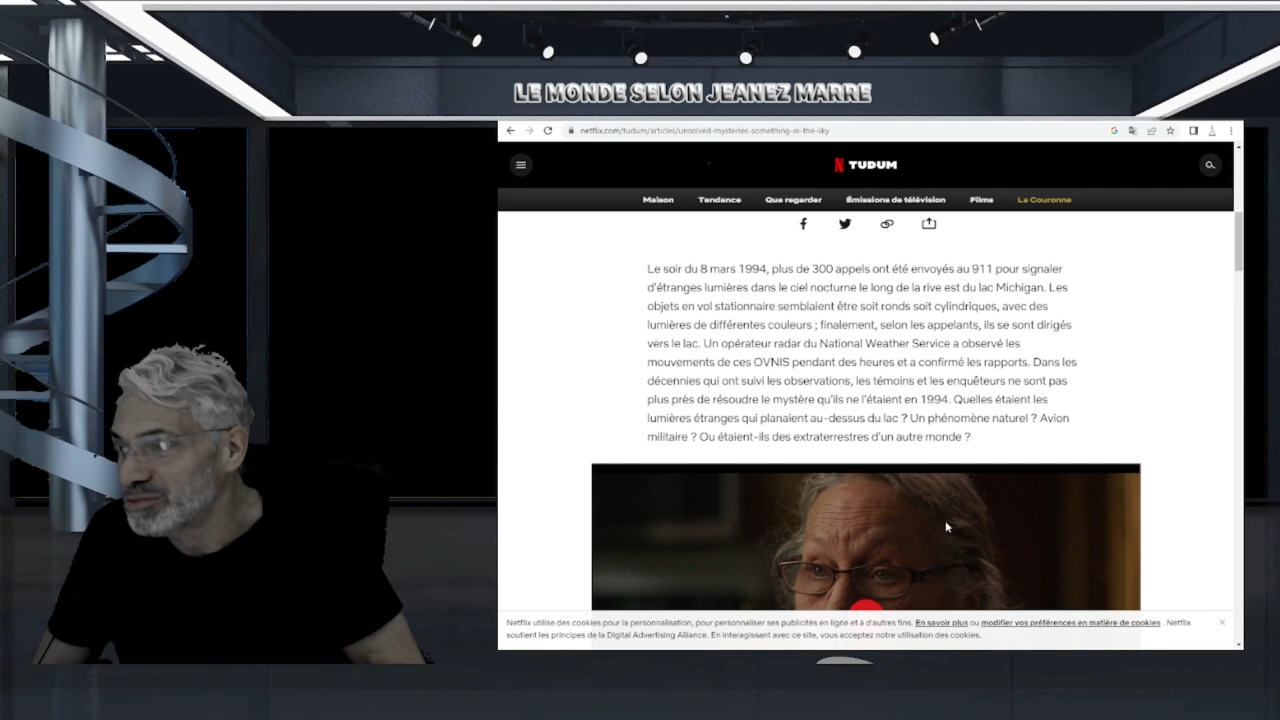 LE MONDE SELON JEANEZ MARRE
netflix.com/tudum/articles/unsolved-mysteries-something-in-the-sky
N TUDUM
Maison Tendance Que regarder Émissions de télévision Films La Couronne
Le soir du 8 mars 1994, plus de 300 appels ont été envoyés au 911 pour signaler
d'étranges lumières dans le ciel nocturne le long de la rive est du lac Michigan. Les
objets en vol stationnaire semblaient être soit ronds soit cylindriques, avec des
lumières de différentes couleurs ; finalement, selon les appelants, ils se sont dirigés
vers le lac. Un opérateur radar du National Weather Service a observé les
mouvements de ces OVNIS pendant des heures et a confirmé les rapports. Dans les
décennies qui ont suivi les observations, les témoins et les enquêteurs ne sont pas
plus près de résoudre le mystère qu'ils ne l'étaient en 1994. Quelles étaient les
lumières étranges qui planaient au-dessus du lac ? Un phénomène naturel ? Avion
militaire ? Ou étaient-ils des extraterrestres d'un autre monde ?
Netflix utilise des cookies pour la personnalisation, pour personnaliser ses publicités en ligne et à d'autres fins. En savoir plus ou modifier vos préférences en matière de cookies . Netflix
soutient les principes de la Digital Advertising Alliance. En interagissant avec ce site, vous acceptez notre utilisation des cookies.